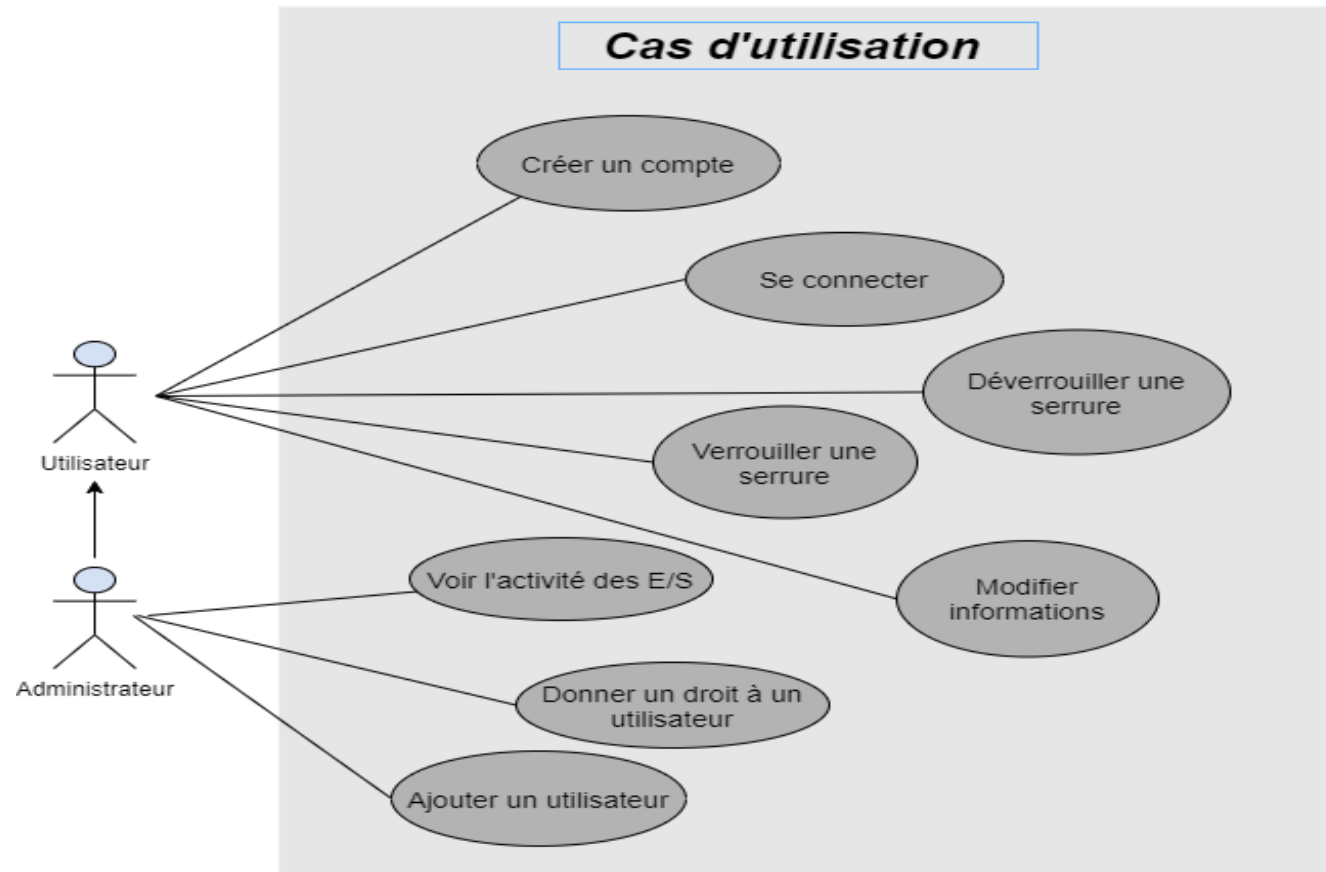 Cas d'utilisation
Créer un compte
Se connecter
Déverrouiller une
serrure
Verrouiller une
serrure
Utilisateur
Voir l'activité des E/S
Modifier
informations
Administrateur
Donner un droit à un
utilisateur
Ajouter un utilisateur